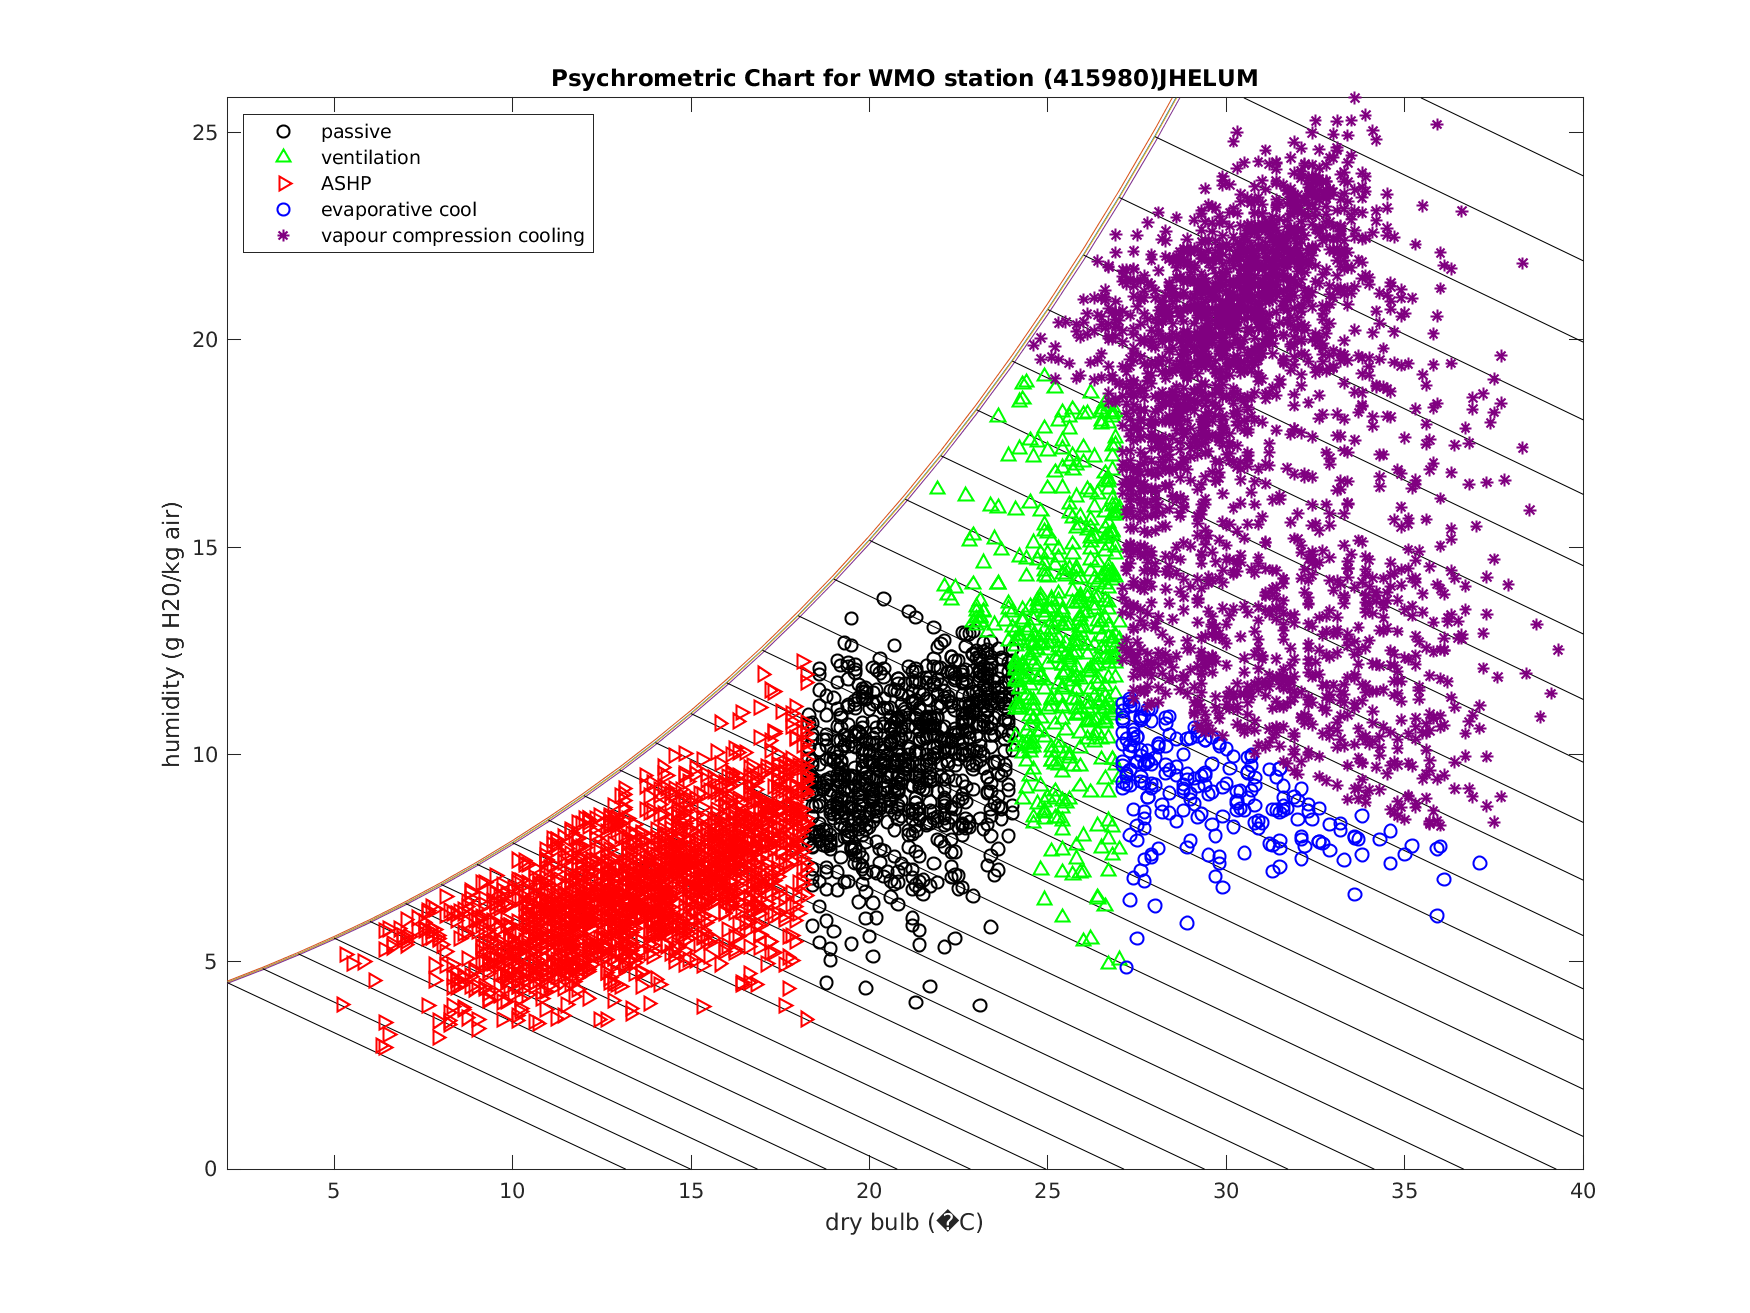 Psychrometric Chart for WMO station (415980)JHELUM
passive
ventilation
ASHP
evaporative cool
vapour compression cooling
25
20
15
10
5
0
humidity (g H20/kg air)
5 10 15 20 25 30 35 40
dry bulb (�C)